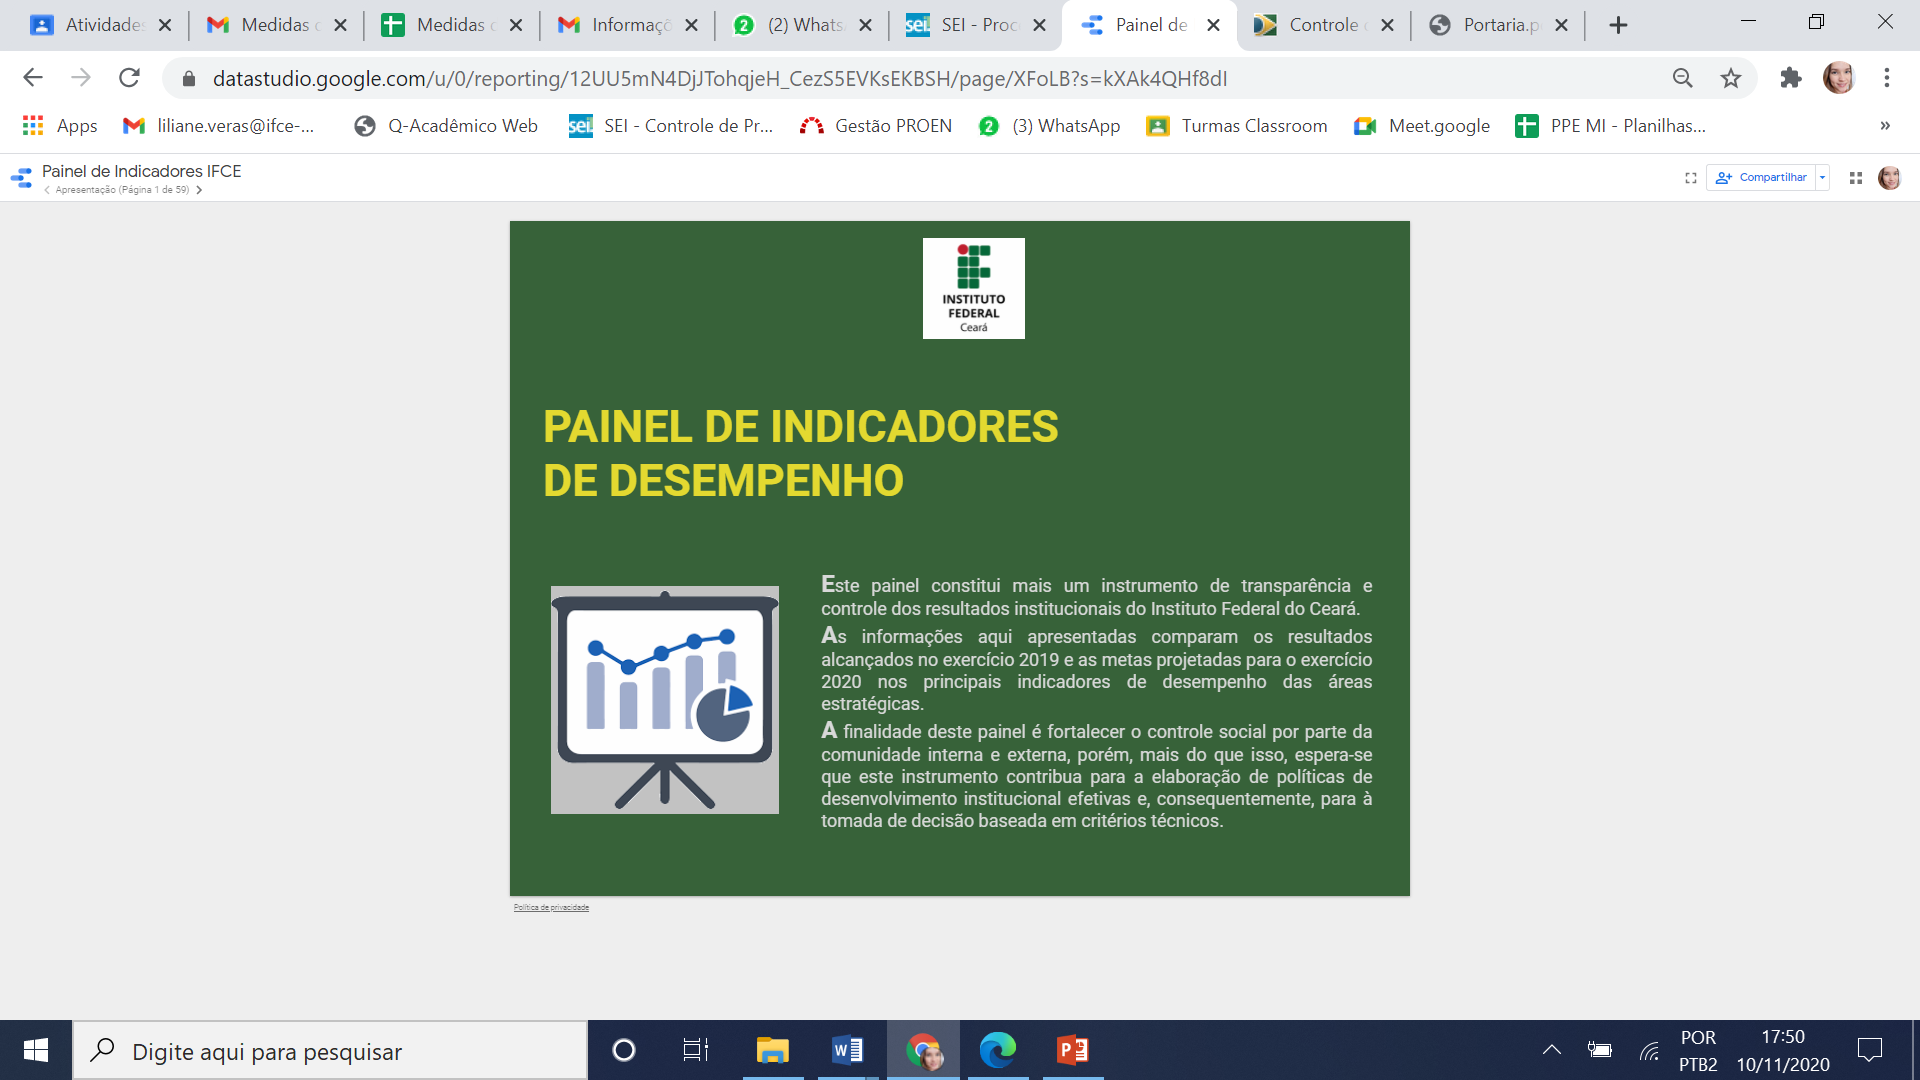 Atividades
Medidas
Medidas
Informaçõ
(2) Whats
SEI - Proc
Painel de
Controle
Portaria.p
datastudio.google.com/u/0/reporting/12UU5mN4DjJTohqjeH_CezS5EVKsEKBSH/page/XFoLB?s=kXAk4QHf8dI
Apps
liliane.veras@ifce-...
Q-Acadêmico Web
SEI - Controle de Pr...
Gestão PROEN
(3) WhatsApp
Turmas Classroom
Meet.google
PPE MI - Planilhas...
»
Painel de Indicadores IFCE
Apresentação (Página 1 de 59)
Compartilhar
INSTITUTO
FEDERAL
Ceará
PAINEL DE INDICADORES
DE DESEMPENHO
Este painel constitui mais um instrumento de transparência e
controle dos resultados institucionais do Instituto Federal do Ceará.
As informações aqui apresentadas comparam os resultados
alcançados no exercício 2019 e as metas projetadas para o exercício
2020 nos principais indicadores de desempenho das áreas
estratégicas.
A finalidade deste painel é fortalecer o controle social por parte da
comunidade interna e externa, porém, mais do que isso, espera-se
que este instrumento contribua para a elaboração de políticas de
desenvolvimento institucional efetivas e, consequentemente, para à
tomada de decisão baseada em critérios técnicos.
Política de privacidade
Digite aqui para pesquisar
POR
PTB2
17:50
10/11/2020